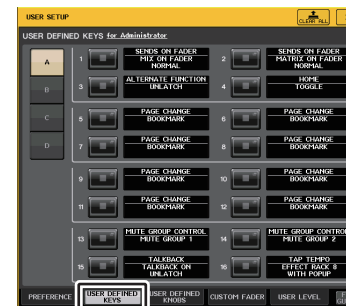 USER SETUP
CLEAR ALL
USER DEFINED KEYS for Administrator
A
B
C
D
1
SENDS ON FADER
MIX ON FADER
NORMAL
2
SENDS ON FADER
MATRIX ON FADER
NORMAL
3
ALTERNATE FUNCTION
UNLATCH
4
HOME
TOGGLE
5
PAGE CHANGE
BOOKMARK
6
PAGE CHANGE
BOOKMARK
7
PAGE CHANGE
BOOKMARK
8
PAGE CHANGE
BOOKMARK
9
PAGE CHANGE
BOOKMARK
10
PAGE CHANGE
BOOKMARK
11
PAGE CHANGE
BOOKMARK
12
PAGE CHANGE
BOOKMARK
13
MUTE GROUP CONTROL
MUTE GROUP 1
14
MUTE GROUP CONTROL
MUTE GROUP 2
15
TALKBACK
TALKBACK ON
UNLATCH
16
TAP TEMPO
EFFECT RACK 8
WITH POPUP
PREFERENCE
USER DEFINED
KEYS
USER DEFINED
KNOBS
CUSTOM FADER
USER LEVEL